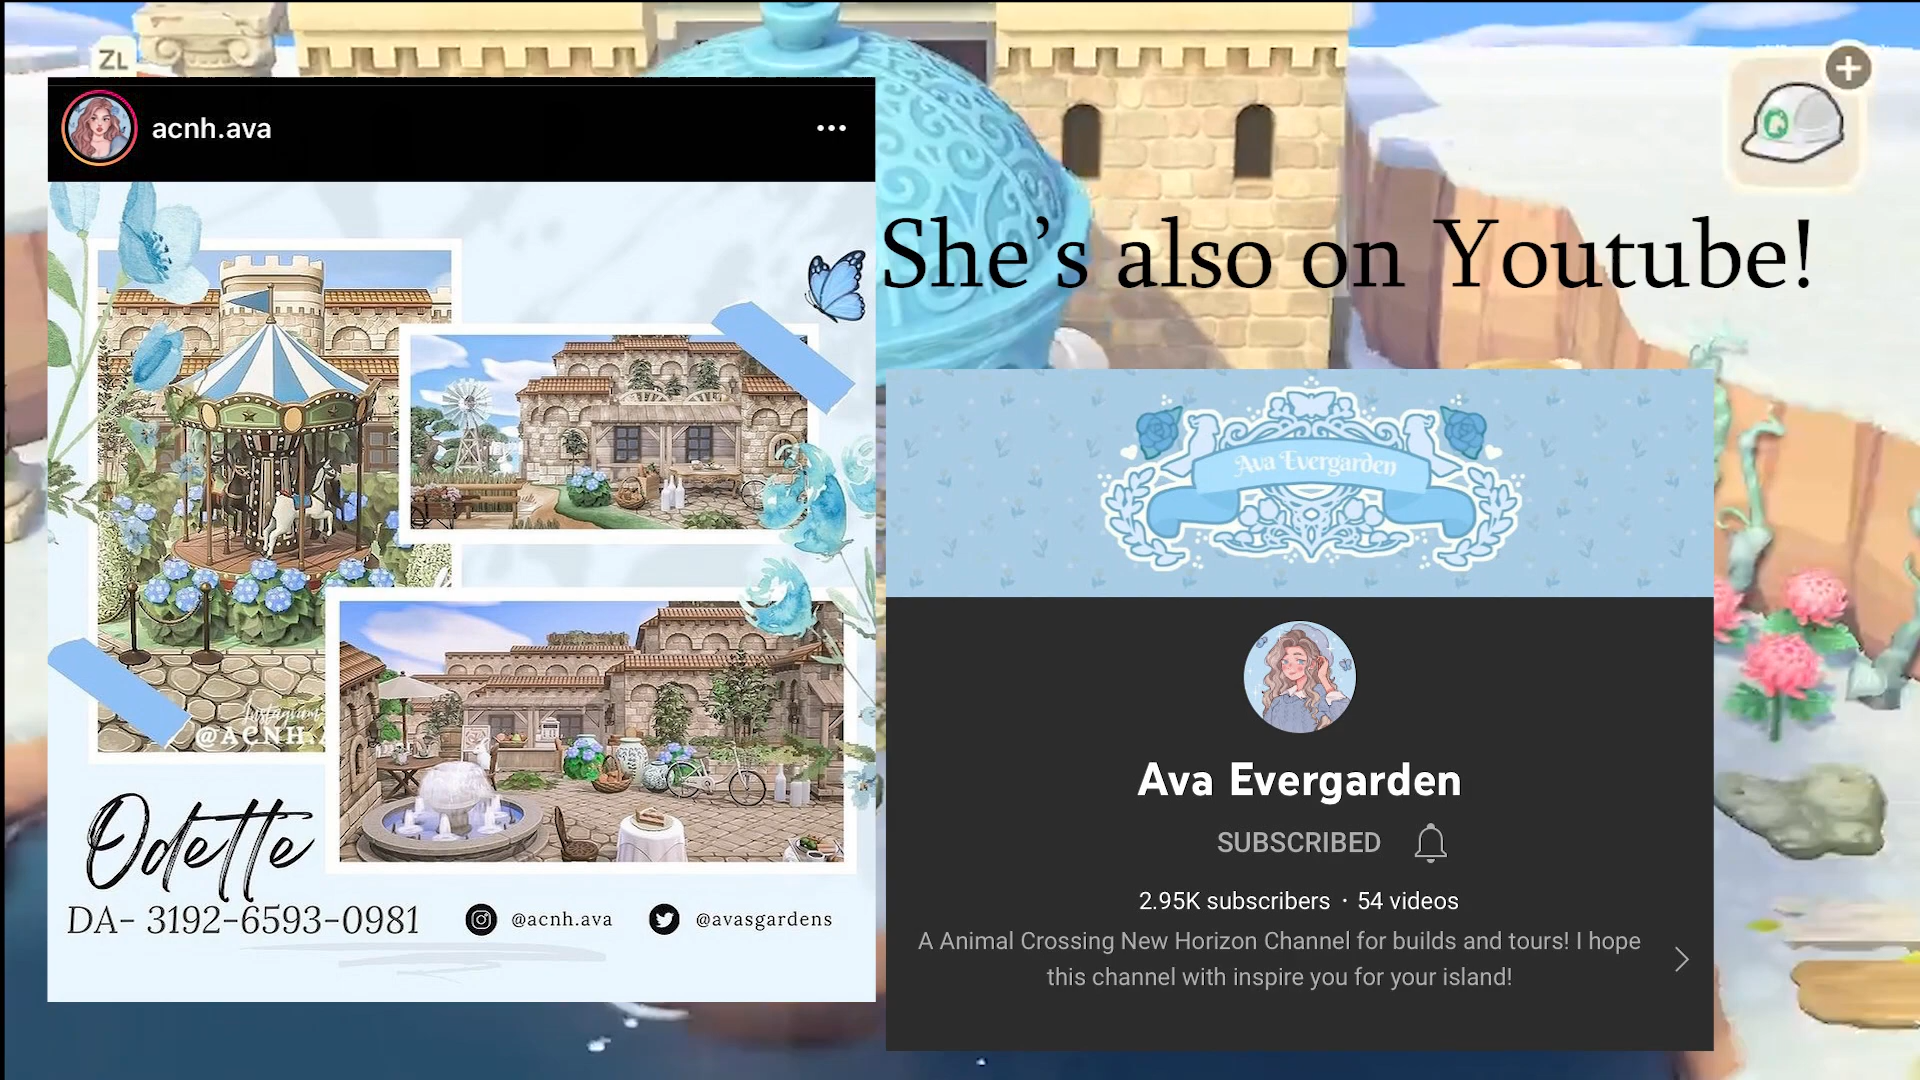 ZL
acnh.ava
She’s also on Youtube!
Instagram
@ACNH.
Odette
DA- 3192-6593-0981
@acnh.ava
@avasgardens
Ava Evergarden
Ava Evergarden
SUBSCRIBED
2.95K subscribers · 54 videos
A Animal Crossing New Horizon Channel for builds and tours! I hope
this channel with inspire you for your island!